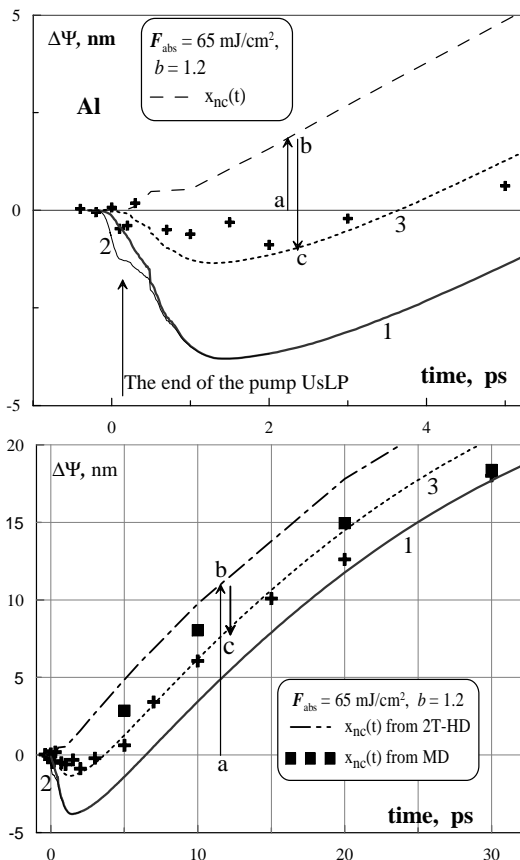 5
ΔΨ, nm
F_abs = 65 mJ/cm²,
b = 1.2
x_nc(t)
Al
b
a
0
3
2
c
1
The end of the pump UsLP
time, ps
-5
0
2
4
20
ΔΨ, nm
3
15
1
b
10
c
5
F_abs = 65 mJ/cm², b = 1.2
x_nc(t) from 2T-HD
x_nc(t) from MD
a
0
2
time, ps
-5
0
10
20
30